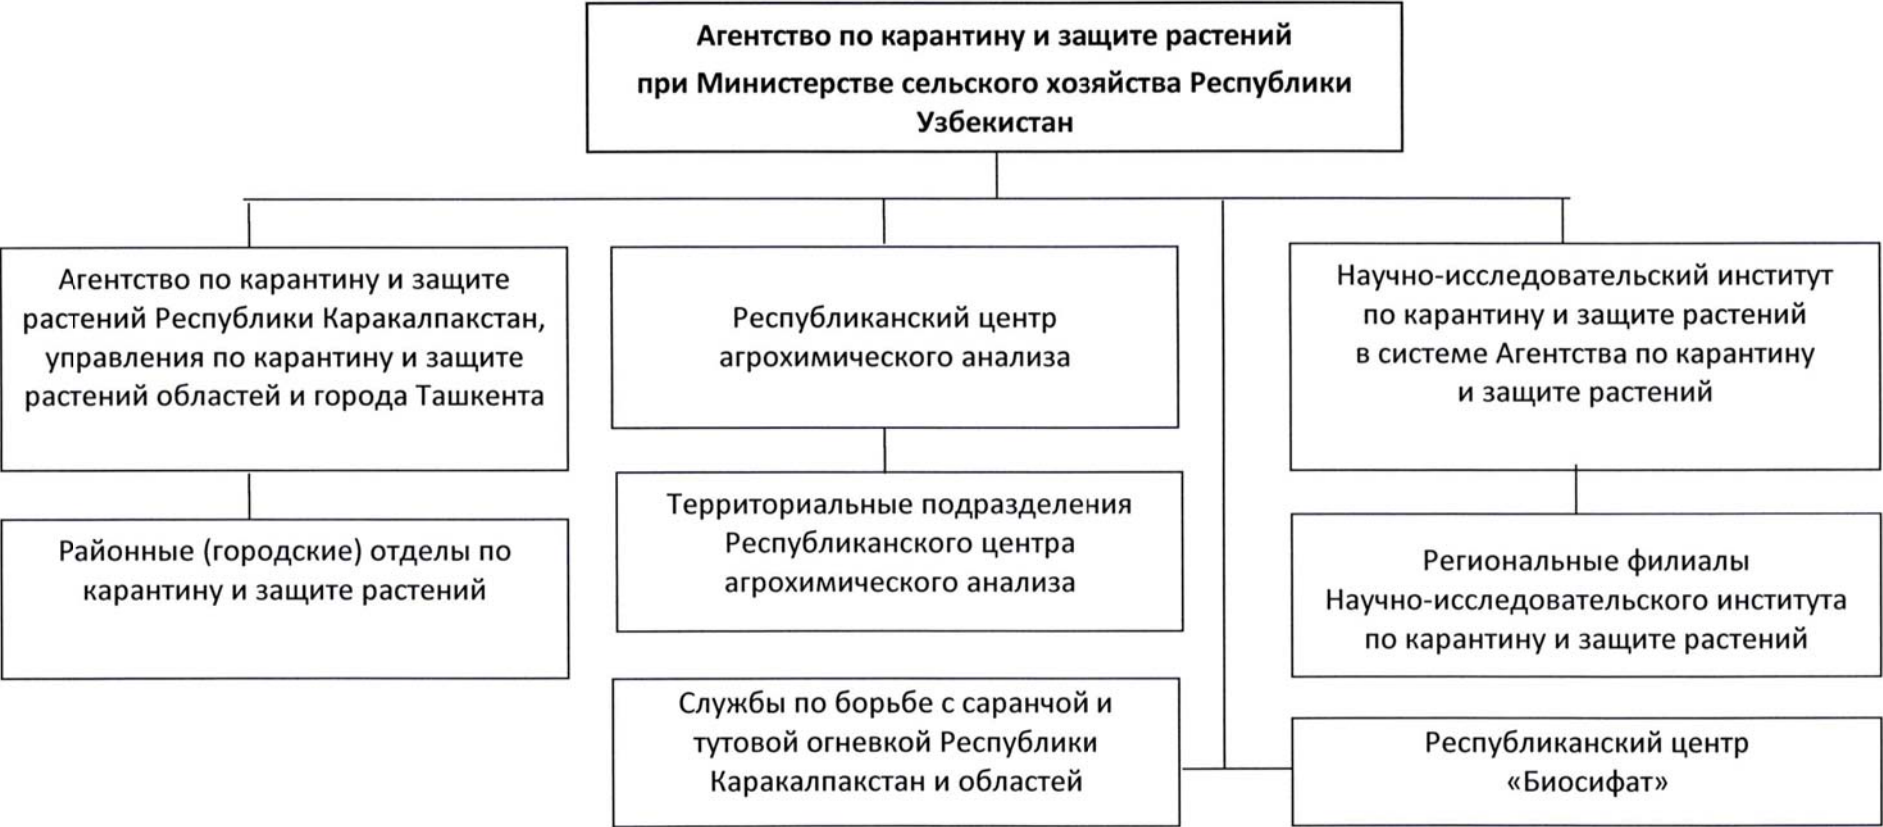 Агентство по карантину и защите растений
при Министерстве сельского хозяйства Республики
Узбекистан
Агентство по карантину и защите
растений Республики Каракалпакстан,
управления по карантину и защите
растений областей и города Ташкента
Республиканский центр
агрохимического анализа
Научно-исследовательский институт
по карантину и защите растений
в системе Агентства по карантину
и защите растений
Районные (городские) отделы по
карантину и защите растений
Территориальные подразделения
Республиканского центра
агрохимического анализа
Региональные филиалы
Научно-исследовательского института
по карантину и защите растений
Службы по борьбе с саранчой и
тутовой огневкой Республики
Каракалпакстан и областей
Республиканский центр
«Биосифат»